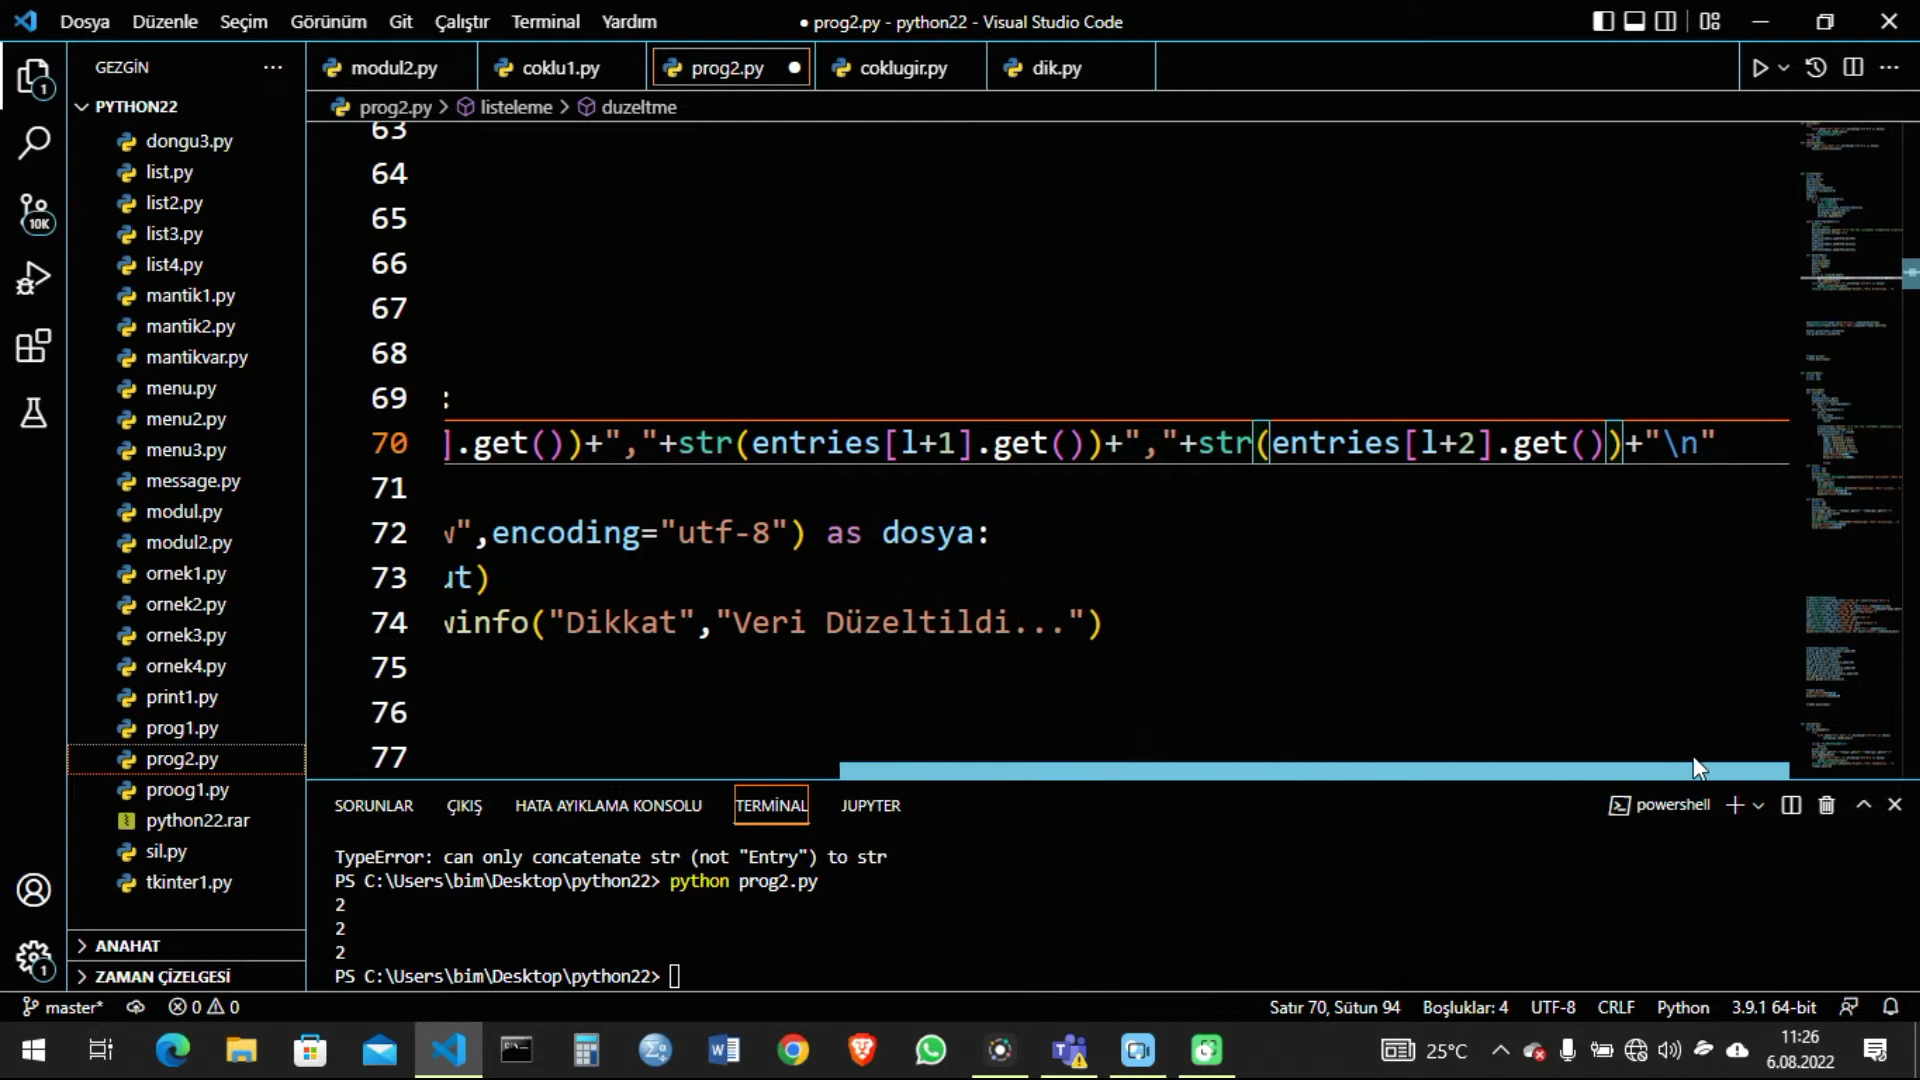 Dosya Düzenle Seçim Görünüm Git Çalıştır Terminal Yardım
● prog2.py - python22 - Visual Studio Code
GEZGİN ...
PYTHON22
dongu3.py
list.py
list2.py
list3.py
list4.py
mantik1.py
mantik2.py
mantikvar.py
menu.py
menu2.py
menu3.py
message.py
modul.py
modul2.py
ornek1.py
ornek2.py
ornek3.py
ornek4.py
print1.py
prog1.py
prog2.py
proog1.py
python22.rar
sil.py
tkinter1.py
ANAHAT
ZAMAN ÇİZELGESİ
1
10K
1
modul2.py coklu1.py prog2.py ● coklugir.py dik.py
prog2.py > listeleme > duzeltme
63
64
65
66
67
68
69 :
70 ].get())+","+str(entries[l+1].get())+","+str(entries[l+2].get())+"\n"
71
72 w",encoding="utf-8") as dosya:
73 ut)
74 winfo("Dikkat","Veri Düzeltildi...")
75
76
77
SORUNLAR ÇIKIŞ HATA AYIKLAMA KONSOLU TERMİNAL JUPYTER
powershell
TypeError: can only concatenate str (not "Entry") to str
PS C:\Users\bim\Desktop\python22> python prog2.py
2
2
2
PS C:\Users\bim\Desktop\python22>
master* 0 0
Satır 70, Sütun 94 Boşluklar: 4 UTF-8 CRLF Python 3.9.1 64-bit
25°C
11:26
6.08.2022